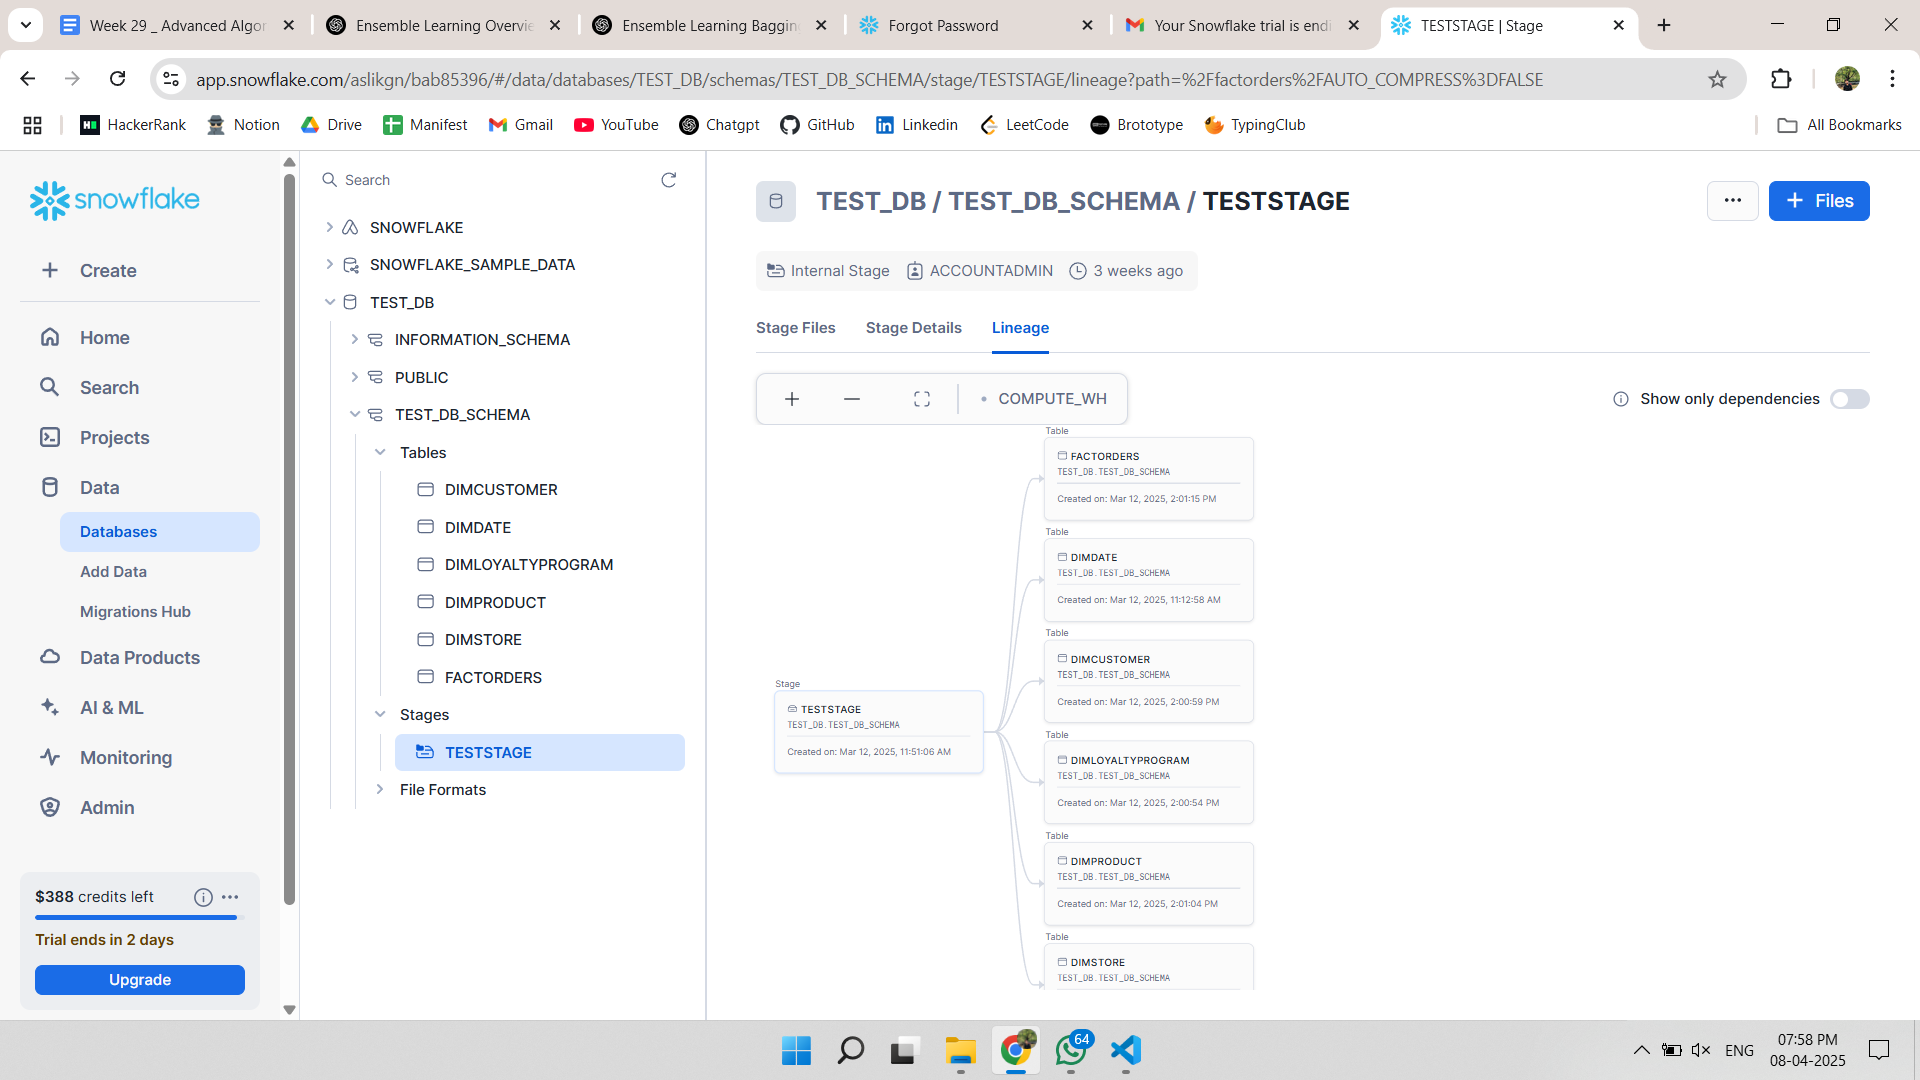 Week 29 _ Advanced Algor
Ensemble Learning Overvie
Ensemble Learning Baggin
Forgot Password
Your Snowflake trial is endi
TESTSTAGE | Stage
app.snowflake.com/aslikgn/bab85396/#/data/databases/TEST_DB/schemas/TEST_DB_SCHEMA/stage/TESTSTAGE/lineage?path=%2Ffactorders%2FAUTO_COMPRESS%3DFALSE
HackerRank
Notion
Drive
Manifest
Gmail
YouTube
Chatgpt
GitHub
Linkedin
LeetCode
Brototype
TypingClub
All Bookmarks
snowflake
Create
Home
Search
Projects
Data
Databases
Add Data
Migrations Hub
Data Products
AI & ML
Monitoring
Admin
$388 credits left
Trial ends in 2 days
Upgrade
Search
SNOWFLAKE
SNOWFLAKE_SAMPLE_DATA
TEST_DB
INFORMATION_SCHEMA
PUBLIC
TEST_DB_SCHEMA
Tables
DIMCUSTOMER
DIMDATE
DIMLOYALTYPROGRAM
DIMPRODUCT
DIMSTORE
FACTORDERS
Stages
TESTSTAGE
File Formats
TEST_DB / TEST_DB_SCHEMA / TESTSTAGE
Files
Internal Stage
ACCOUNTADMIN
3 weeks ago
Stage Files
Stage Details
Lineage
COMPUTE_WH
Show only dependencies
Stage
TESTSTAGE
TEST_DB.TEST_DB_SCHEMA
Created on: Mar 12, 2025, 11:51:06 AM
Table
FACTORDERS
TEST_DB.TEST_DB_SCHEMA
Created on: Mar 12, 2025, 2:01:15 PM
Table
DIMDATE
TEST_DB.TEST_DB_SCHEMA
Created on: Mar 12, 2025, 11:12:58 AM
Table
DIMCUSTOMER
TEST_DB.TEST_DB_SCHEMA
Created on: Mar 12, 2025, 2:00:59 PM
Table
DIMLOYALTYPROGRAM
TEST_DB.TEST_DB_SCHEMA
Created on: Mar 12, 2025, 2:00:54 PM
Table
DIMPRODUCT
TEST_DB.TEST_DB_SCHEMA
Created on: Mar 12, 2025, 2:01:04 PM
Table
DIMSTORE
TEST_DB.TEST_DB_SCHEMA
64
ENG
07:58 PM
08-04-2025